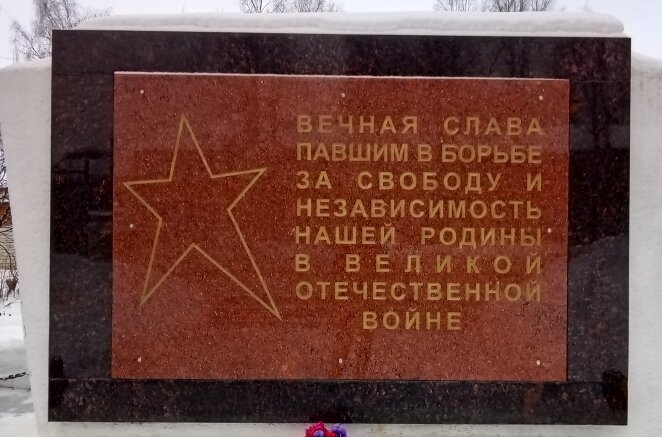 ВЕЧНАЯ СЛАВА
ПАВШИМ В БОРЬБЕ
ЗА СВОБОДУ И
НЕЗАВИСИМОСТЬ
НАШЕЙ РОДИНЫ
В ВЕЛИКОЙ
ОТЕЧЕСТВЕННОЙ
ВОЙНЕ